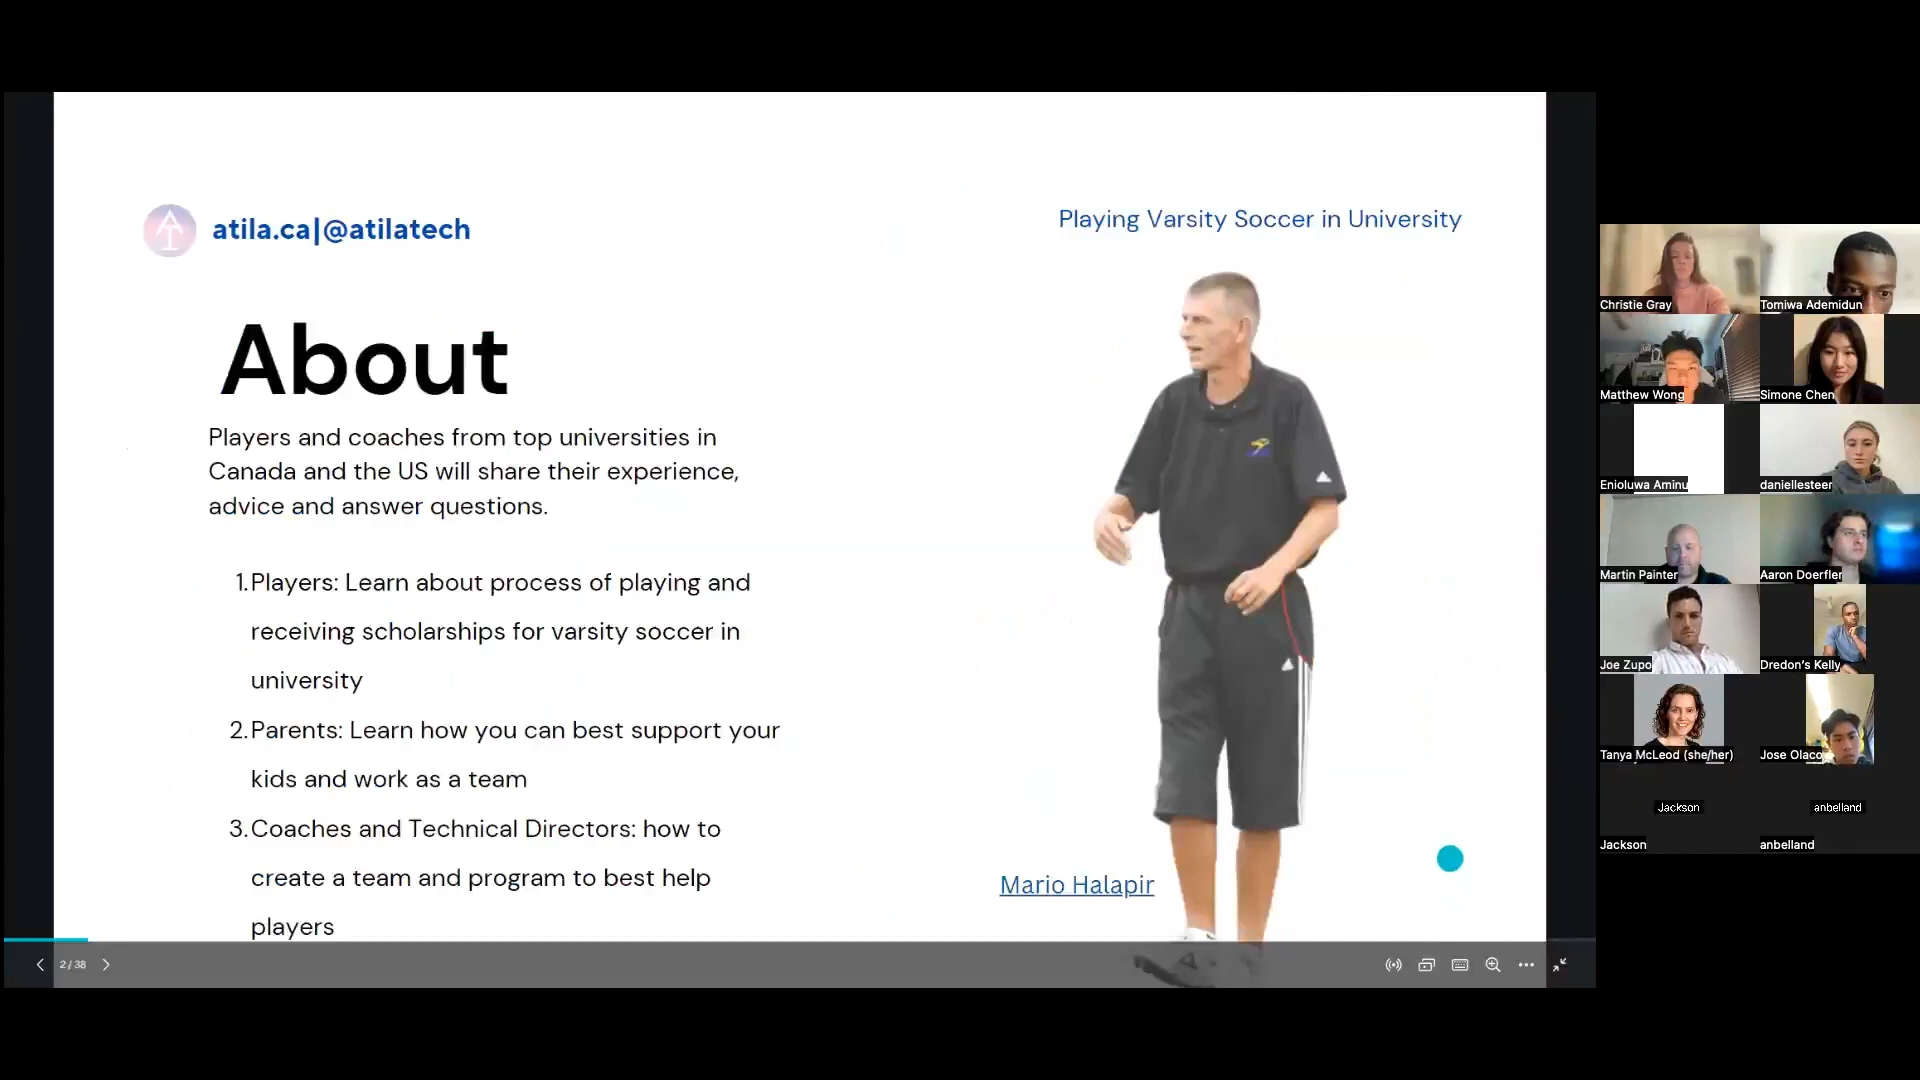 atila.ca|@atilatech
Playing Varsity Soccer in University
About
Players and coaches from top universities in
Canada and the US will share their experience,
advice and answer questions.
1.Players: Learn about process of playing and
receiving scholarships for varsity soccer in
university
2.Parents: Learn how you can best support your
kids and work as a team
3.Coaches and Technical Directors: how to
create a team and program to best help
players
Mario Halapir
2 / 38
Christie Gray
Tomiwa Ademidun
Matthew Wong
Simone Chen
Enioluwa Aminu
daniellesteer
Martin Painter
Aaron Doerfler
Joe Zupo
Dredon's Kelly
Tanya McLeod (she/her)
Jose Olaco
Jackson
anbelland
Jackson
anbelland